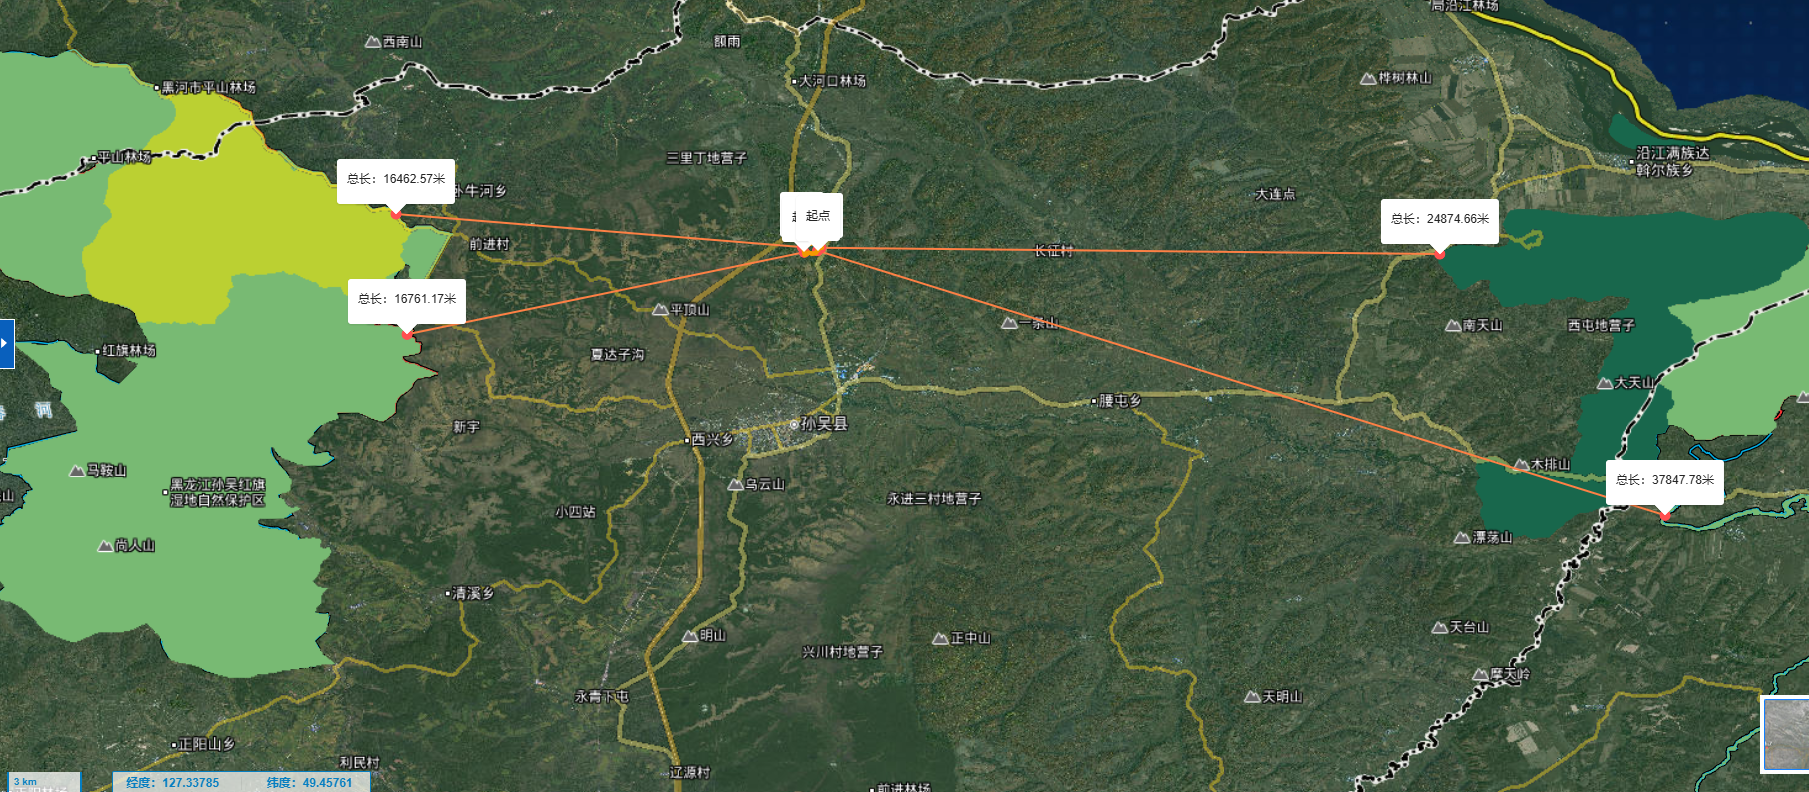 局沿江林场
西南山
额雨
黑河市平山林场
大河口林场
桦树林山
平山林场
三里丁地营子
沿江满族达
斡尔族乡
总长：16462.57米
卧牛河乡
大连点
起点
总长：24874.66米
前进村
长征村
总长：16761.17米
平顶山
一条山
南天山
西屯地营子
红旗林场
夏达子沟
大天山
河
腰屯乡
新宇
西兴乡
孙吴县
马鞍山
黑龙江孙吴红旗
湿地自然保护区
乌云山
永进三村地营子
木排山
总长：37847.78米
小四站
尚人山
漂荡山
清溪乡
天台山
明山
兴川村地营子
正中山
摩天岭
永青下屯
天明山
正阳山乡
利民村
辽源村
3 km
经度：127.33785
纬度：49.45761
前进林场